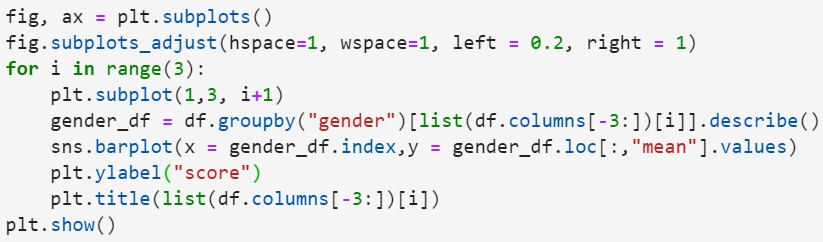 fig, ax = plt.subplots()
fig.subplots_adjust(hspace=1, wspace=1, left = 0.2, right = 1)
for i in range(3):
    plt.subplot(1,3, i+1)
    gender_df = df.groupby("gender")[list(df.columns[-3:])[i]].describe()
    sns.barplot(x = gender_df.index,y = gender_df.loc[:,"mean"].values)
    plt.ylabel("score")
    plt.title(list(df.columns[-3:])[i])
plt.show()